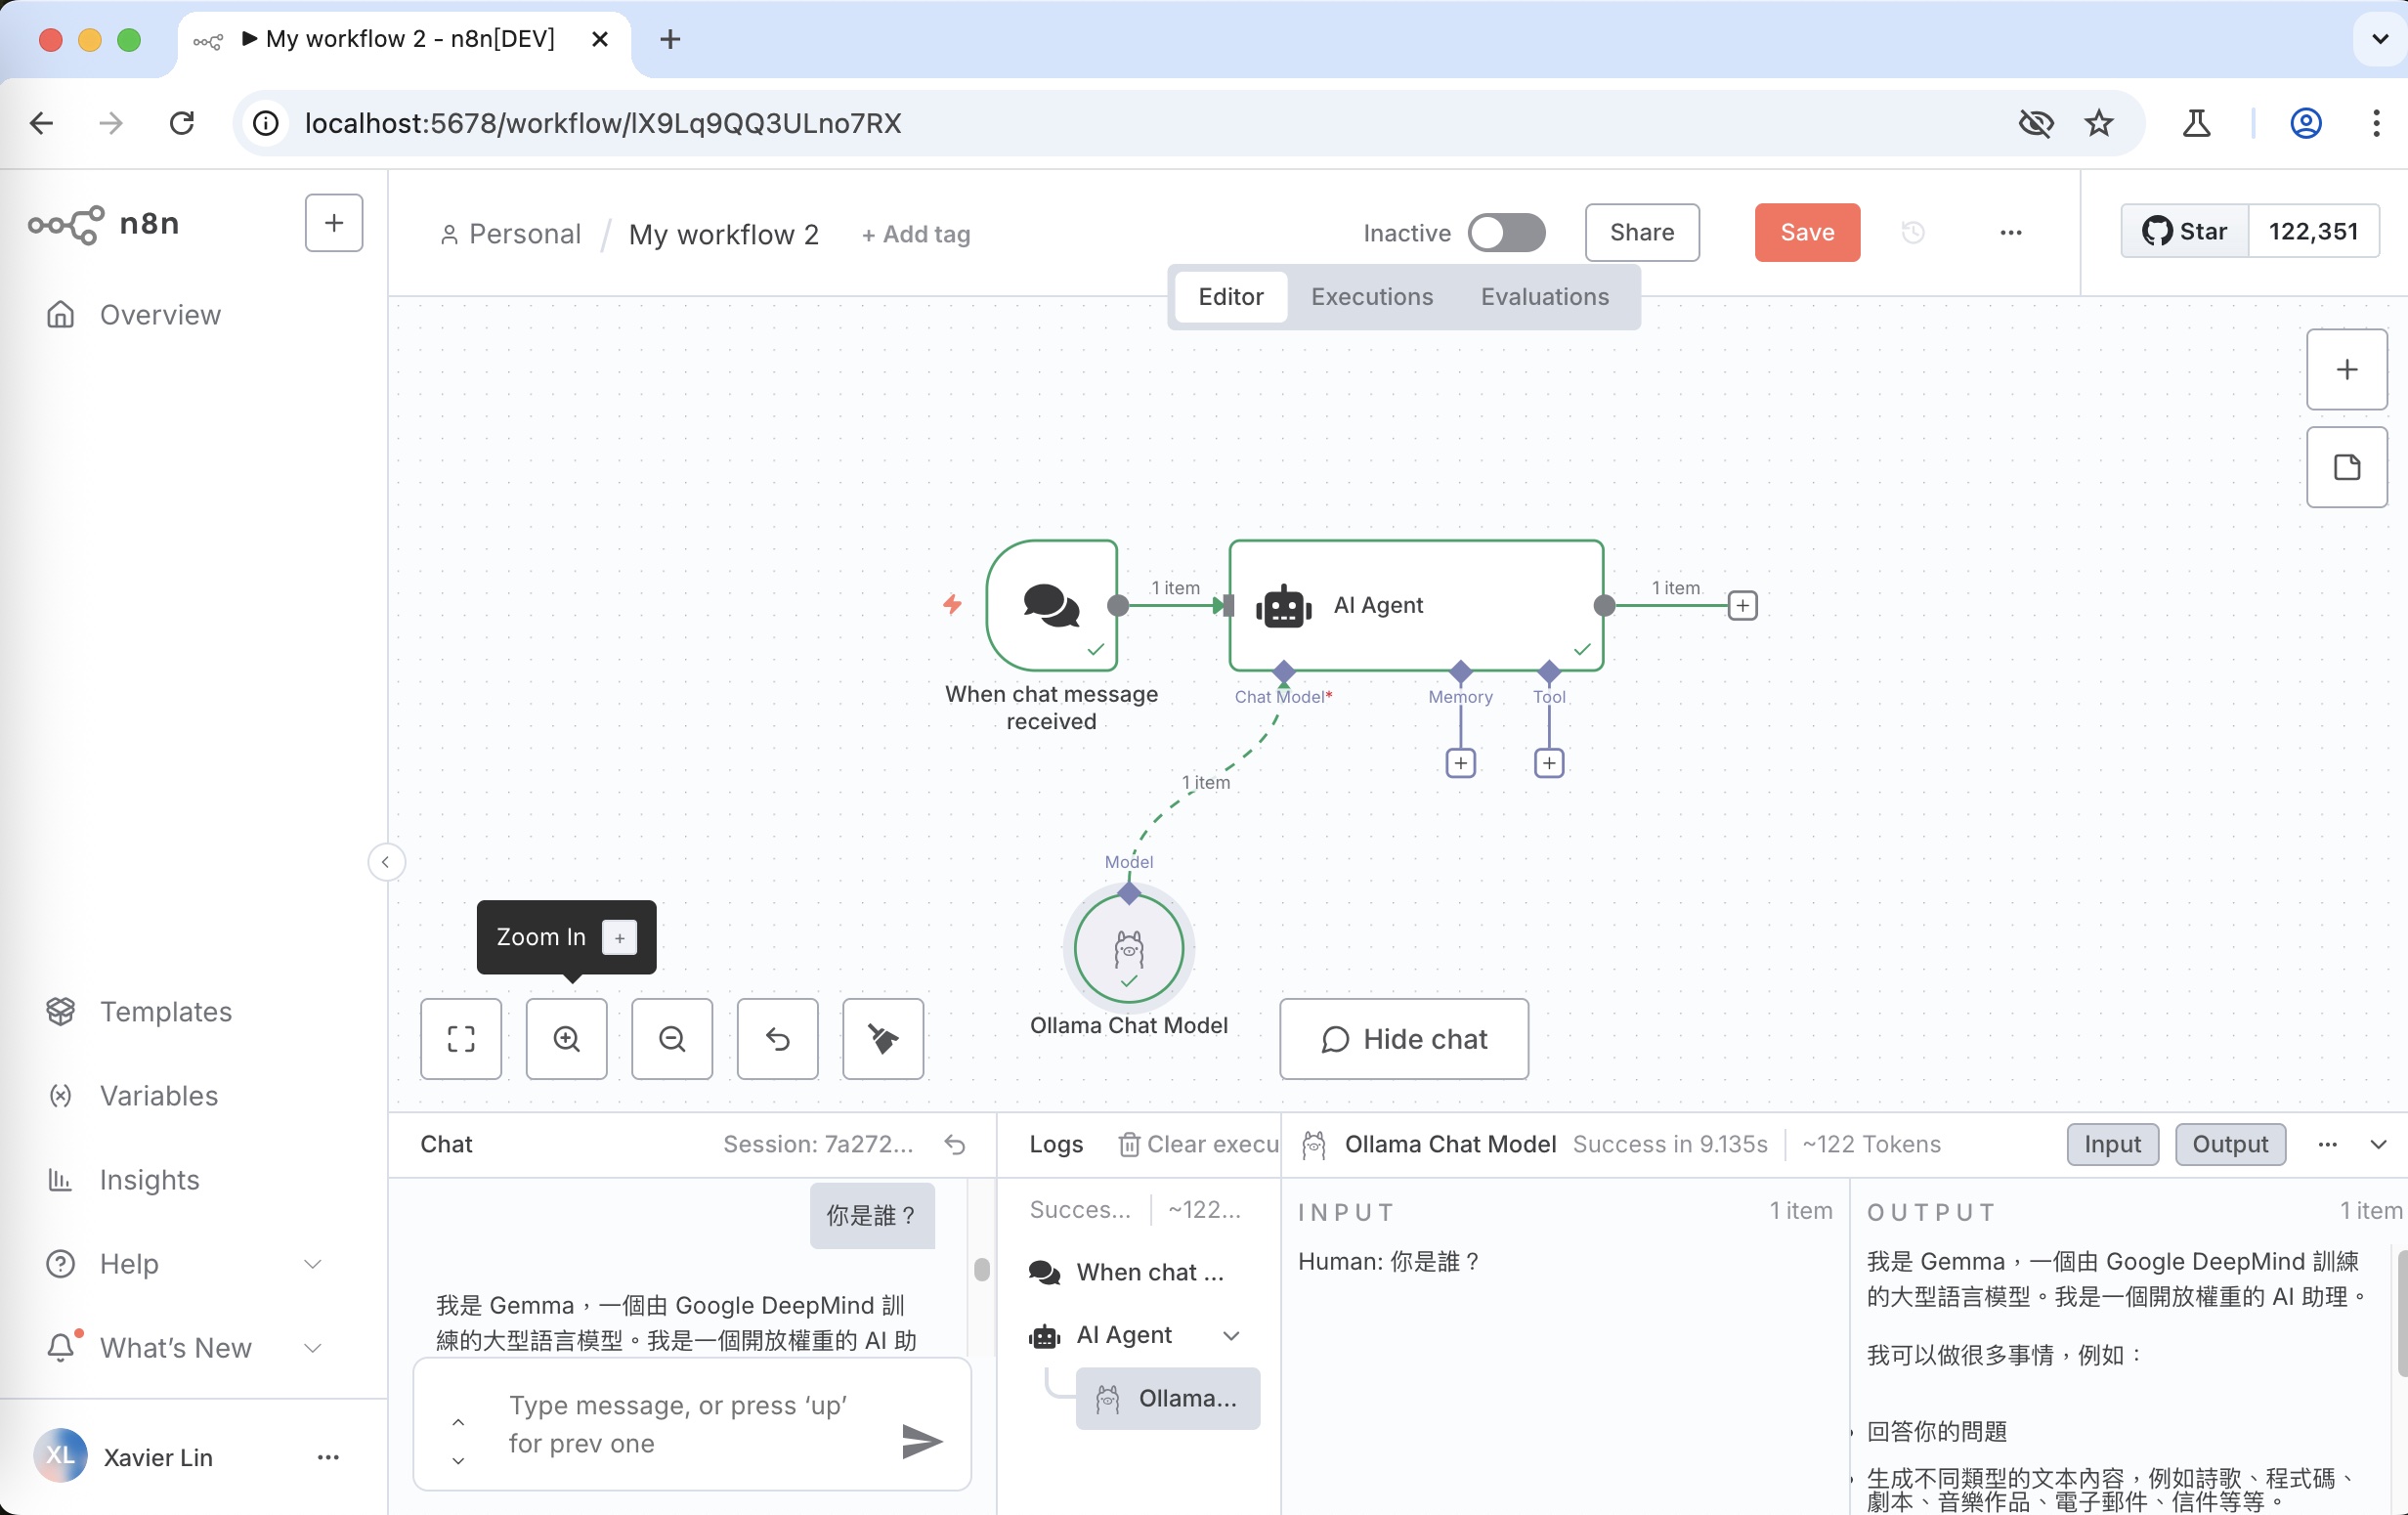 My workflow 2 - n8n[DEV]
localhost:5678/workflow/lX9Lq9QQ3ULno7RX
n8n
Overview
Templates
Variables
Insights
Help
What's New
XL
Xavier Lin
Personal / My workflow 2 + Add tag
Inactive Share Save
Star 122,351
Editor Executions Evaluations
1 item
AI Agent
1 item
When chat message
received
Chat Model*
Memory
Tool
1 item
Model
Ollama Chat Model
Zoom In +
Hide chat
Chat Session: 7a272...
你是誰？
我是 Gemma，一個由 Google DeepMind 訓
練的大型語言模型。我是一個開放權重的 AI 助
Type message, or press ‘up’
for prev one
Logs Clear execu
Succes... ~122...
When chat ...
AI Agent
Ollama...
Ollama Chat Model Success in 9.135s ~122 Tokens Input Output
INPUT 1 item
Human: 你是誰？
OUTPUT 1 item
我是 Gemma，一個由 Google DeepMind 訓練
的大型語言模型。我是一個開放權重的 AI 助理。
我可以做很多事情，例如：
回答你的問題
生成不同類型的文本內容，例如詩歌、程式碼、
劇本、音樂作品、電子郵件、信件等等。